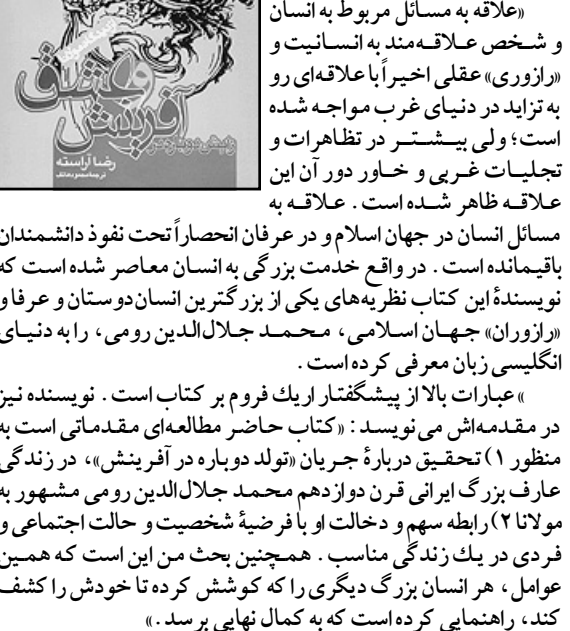 «علاقه به مسائل مربوط به انسان
و شخص علاقه‌مند به انسانیت و
«رازوری» عقلی اخیراً با علاقه‌ای رو
به تزاید در دنیای غرب مواجه شده
است؛ ولی بیشتر در تظاهرات و
تجلیات غربی و خاور دور آن این
علاقه ظاهر شده است. علاقه به
مسائل انسان در جهان اسلام و در عرفان انحصاراً تحت نفوذ دانشمندان
باقیمانده است. در واقع خدمت بزرگی به انسان معاصر شده است که
نویسندهٔ این کتاب نظریه‌های یکی از بزرگترین انسان‌دوستان و عرفا و
«رازوران» جهان اسلامی، محمد جلال‌الدین رومی، را به دنیای
انگلیسی زبان معرفی کرده است.
» عبارات بالا از پیشگفتار اریك فروم بر کتاب است. نویسنده نیز
در مقدمه‌اش می‌نویسد: «کتاب حاضر مطالعه‌ای مقدماتی است به
منظور ۱) تحقیق دربارهٔ جریان «تولد دوباره در آفرینش»، در زندگی
عارف بزرگ ایرانی قرن دوازدهم محمد جلال‌الدین رومی مشهور به
مولانا ۲) رابطه سهم و دخالت او با فرضیهٔ شخصیت و حالت اجتماعی و
فردی در یك زندگی مناسب. همچنین بحث من این است که همین
عوامل، هر انسان بزرگ دیگری را که کوشش کرده تا خودش را کشف
کند، راهنمایی کرده است که به کمال نهایی برسد.»
و عشق
آفرینش
زایش دوباره در
رضا آراسته